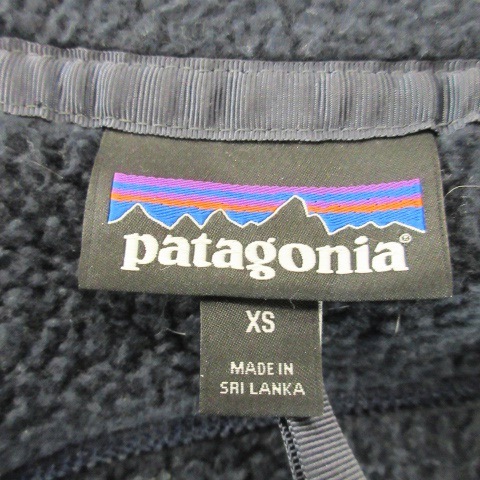 patagonia®
XS
MADE IN
SRI LANKA